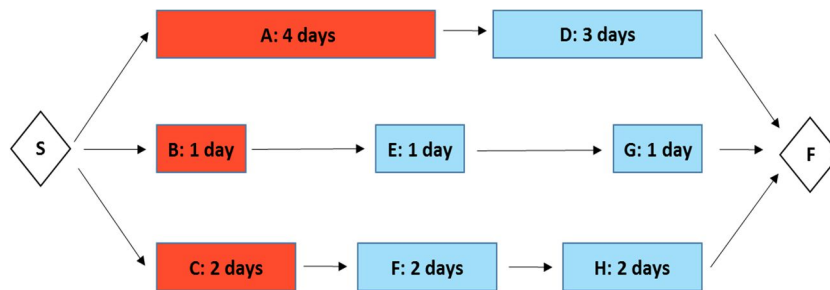 A: 4 days
D: 3 days
S
B: 1 day
E: 1 day
G: 1 day
F
C: 2 days
F: 2 days
H: 2 days